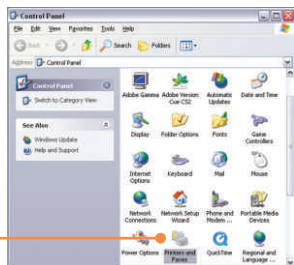 Control Panel
File Edit View Favorites Tools Help
Back Search Folders
Address Control Panel
Control Panel
Switch to Category View
See Also
Windows Update
Help and Support
Adobe Gamma Adobe Version Cue CS2 Automatic Updates Date and Time
Display Folder Options Fonts Game Controllers
Internet Options Keyboard Mail Mouse
Network Connections Network Setup Wizard Phone and Modem ... Portable Media Devices
Power Options Printers and Faxes QuickTime Regional and Language ...